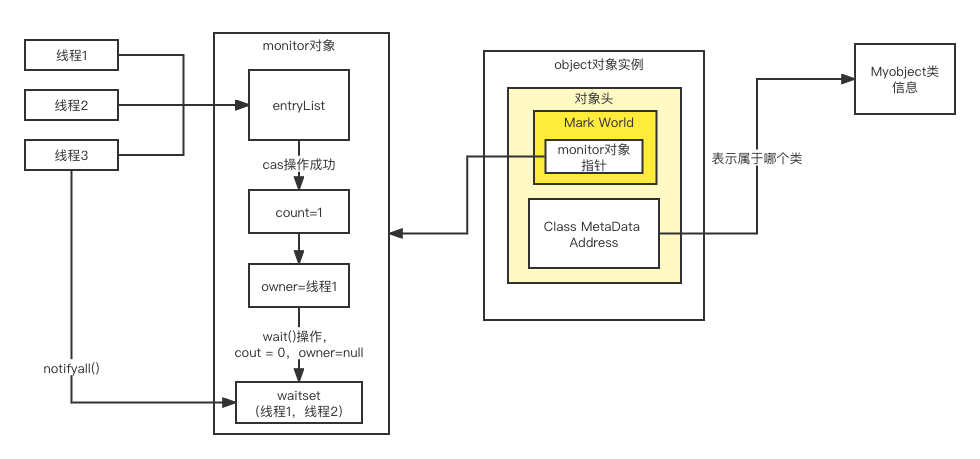 线程1
线程2
线程3
notifyall()
monitor对象
entryList
cas操作成功
count=1
owner=线程1
wait()操作，
cout = 0，owner=null
waitset
（线程1，线程2）
object对象实例
对象头
Mark World
monitor对象
指针
Class MetaData
Address
表示属于哪个类
Myobject类
信息